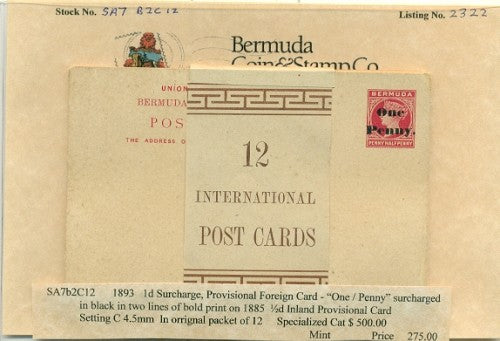 Stock No. SA7 B2C12 Listing No. 2322
Bermuda
Coin & Stamp Co.
UNION
BERMUDA
POS
THE ADDRESS O
12
INTERNATIONAL
POST CARDS
BERMUDA
One
Penny.
PENNY HALFPENNY
SA7b2C12 1893 1d Surcharge, Provisional Foreign Card - “One / Penny” surcharged
in black in two lines of bold print on 1885 ½d Inland Provisional Card
Setting C 4.5mm In orrignal packet of 12 Specialized Cat $ 500.00
Mint Price 275.00